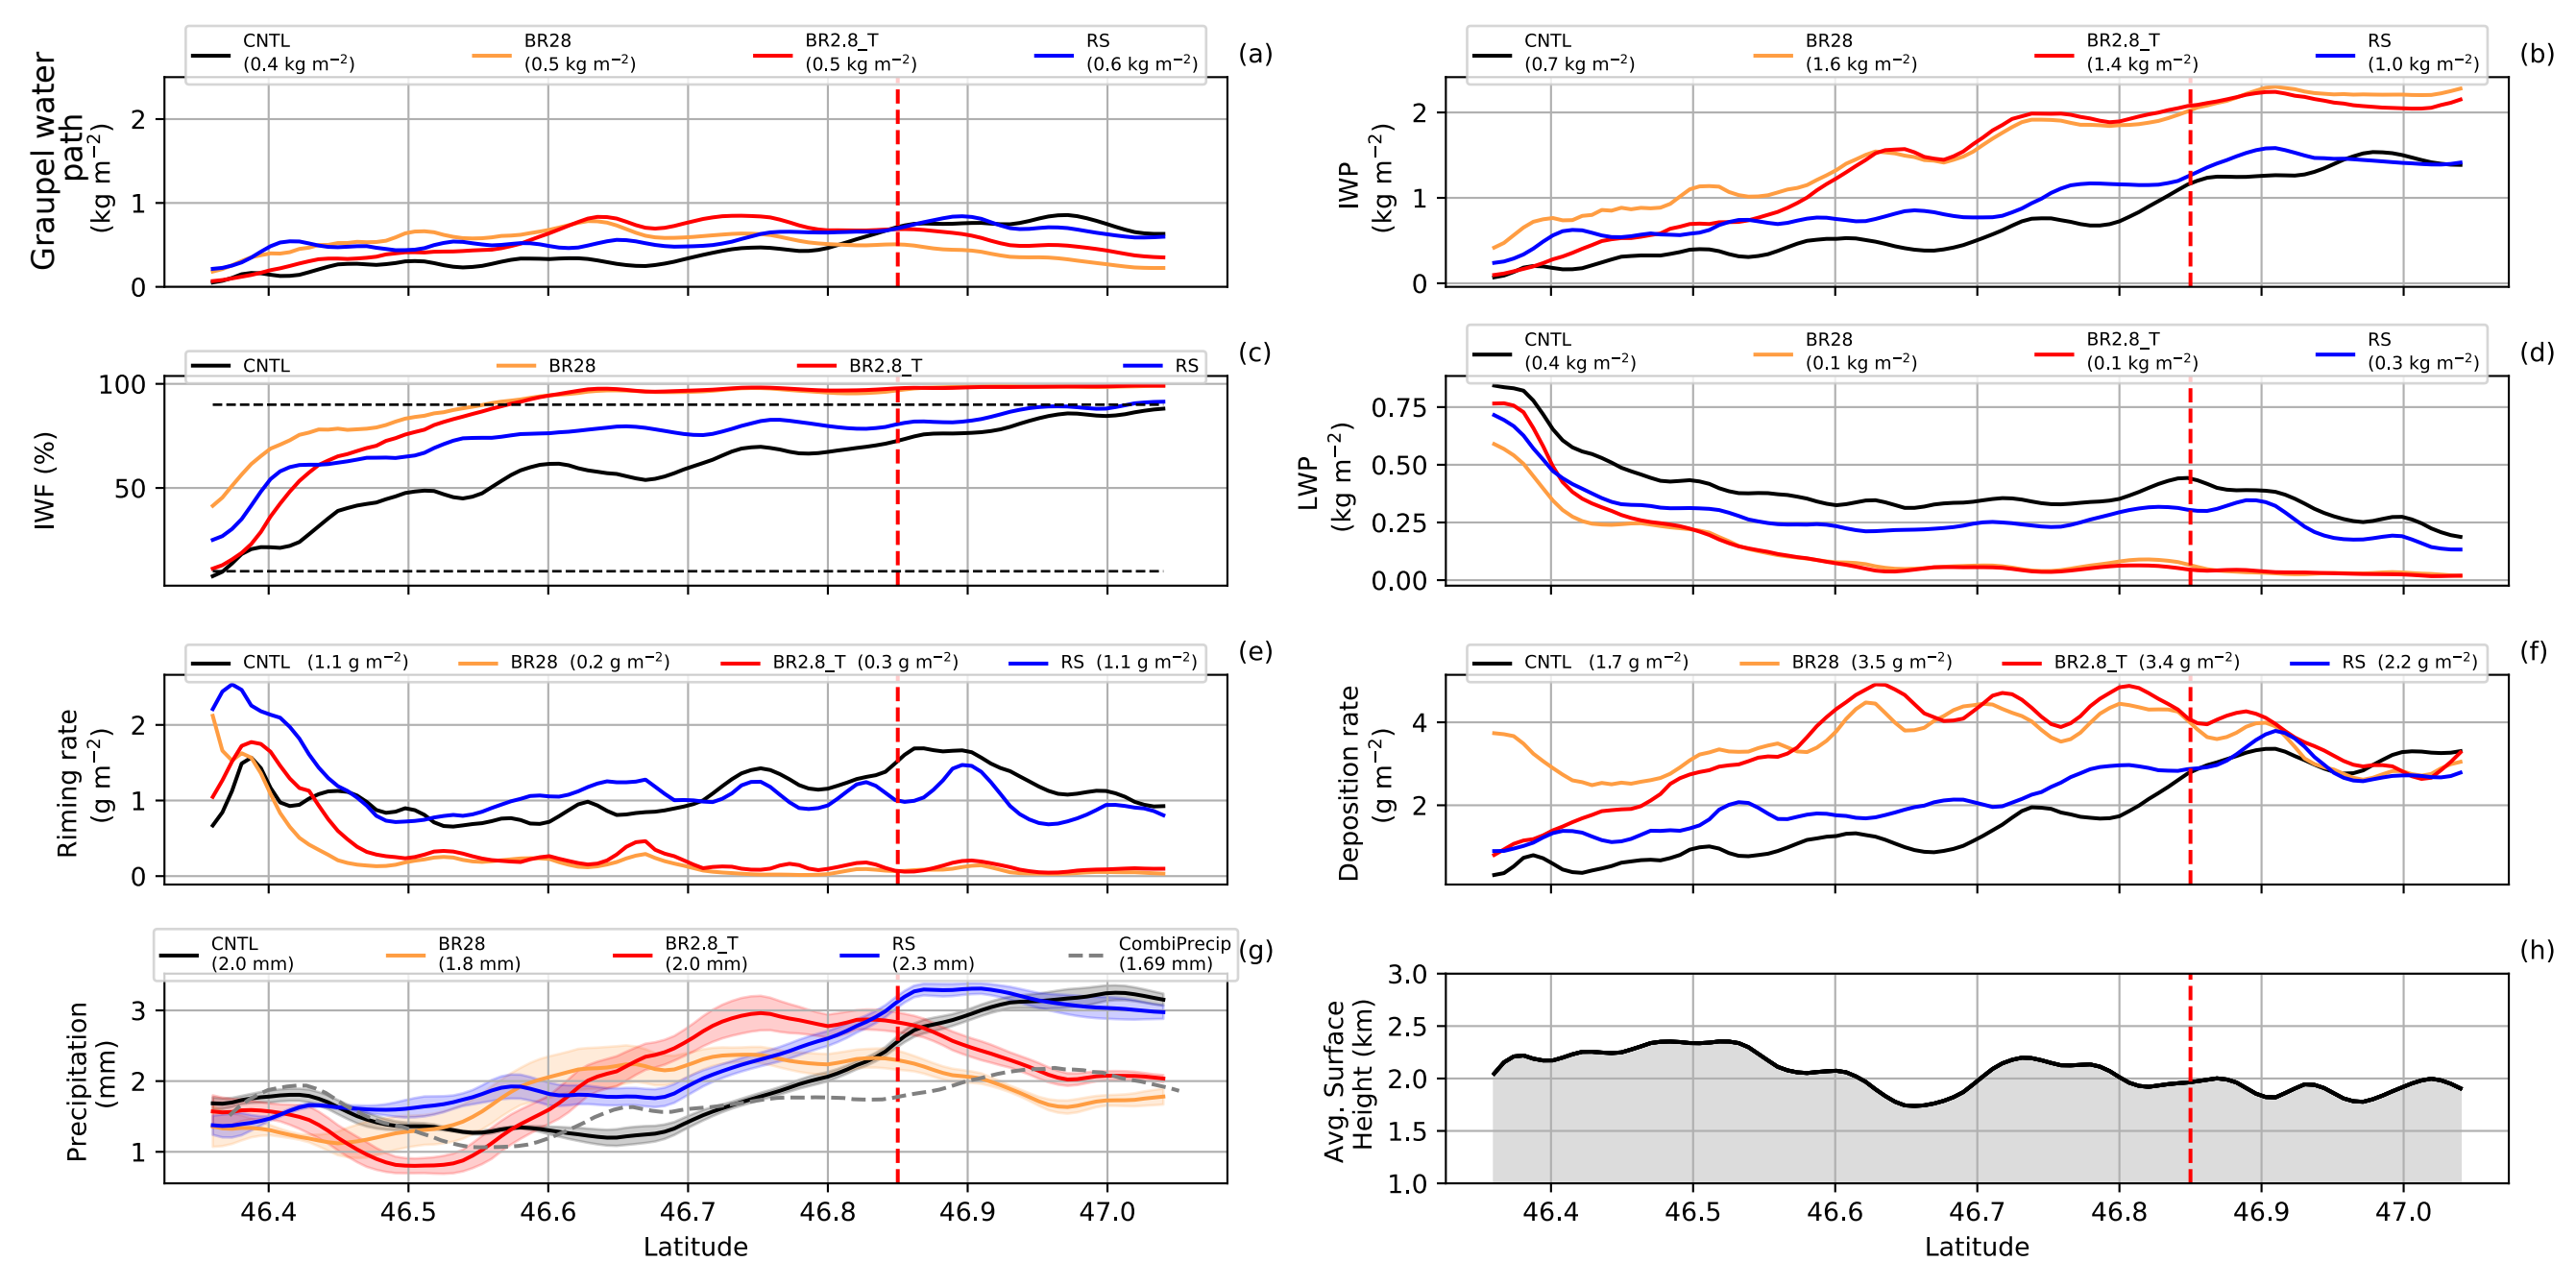 CNTL BR28 BR2.8_T RS
(0.4 kg m−2) (0.5 kg m−2) (0.5 kg m−2) (0.6 kg m−2)
(a)
Graupel water
path
(kg m−2)
2
1
0
CNTL BR28 BR2.8_T RS
(0.7 kg m−2) (1.6 kg m−2) (1.4 kg m−2) (1.0 kg m−2)
(b)
IWP
(kg m−2)
2
1
0
CNTL BR28 BR2.8_T RS
(c)
IWF (%)
100
50
CNTL BR28 BR2.8_T RS
(0.4 kg m−2) (0.1 kg m−2) (0.1 kg m−2) (0.3 kg m−2)
(d)
LWP
(kg m−2)
0.75
0.50
0.25
0.00
CNTL (1.1 g m−2) BR28 (0.2 g m−2) BR2.8_T (0.3 g m−2) RS (1.1 g m−2)
(e)
Riming rate
(g m−2)
2
1
0
CNTL (1.7 g m−2) BR28 (3.5 g m−2) BR2.8_T (3.4 g m−2) RS (2.2 g m−2)
(f)
Deposition rate
(g m−2)
4
2
CNTL BR28 BR2.8_T RS CombiPrecip
(2.0 mm) (1.8 mm) (2.0 mm) (2.3 mm) (1.69 mm)
(g)
Precipitation
(mm)
3
2
1
46.4 46.5 46.6 46.7 46.8 46.9 47.0
Latitude
(h)
Avg. Surface
Height (km)
3.0
2.5
2.0
1.5
1.0
46.4 46.5 46.6 46.7 46.8 46.9 47.0
Latitude